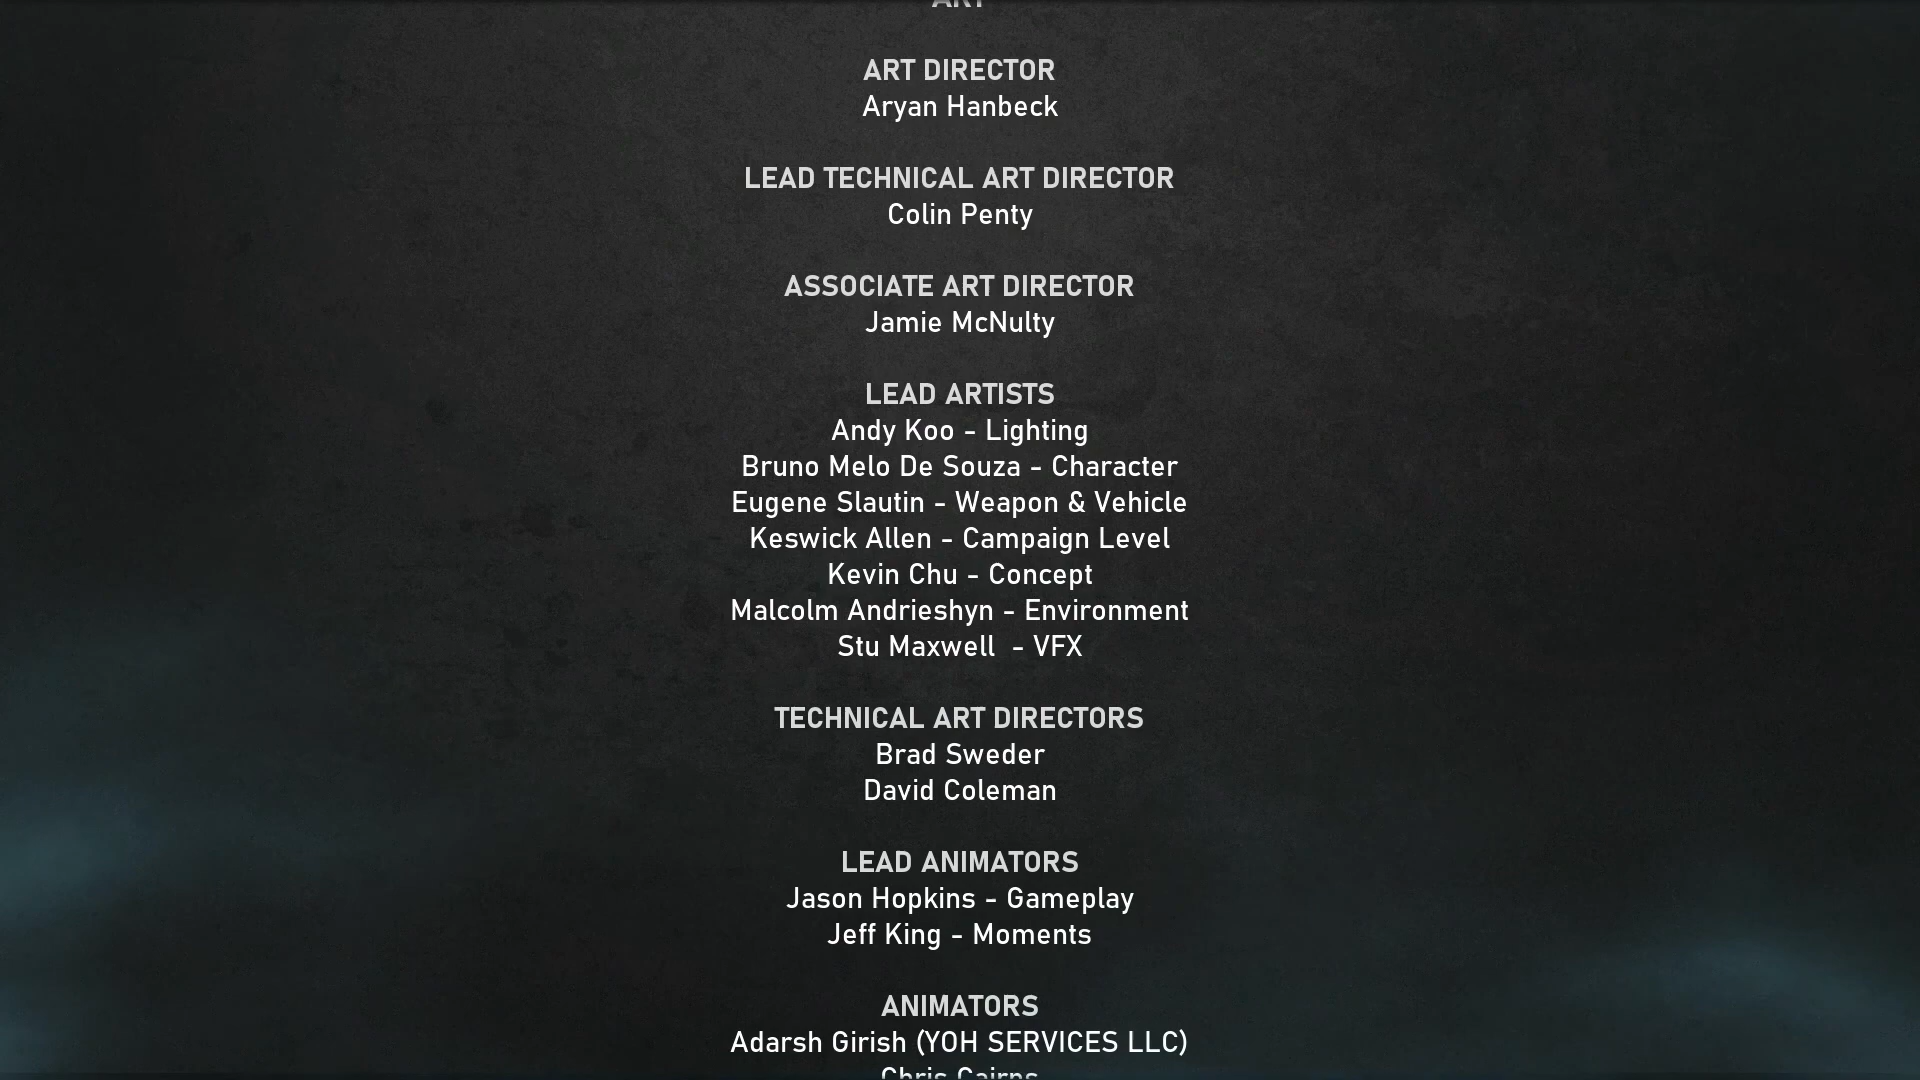 ART
ART DIRECTOR
Aryan Hanbeck
LEAD TECHNICAL ART DIRECTOR
Colin Penty
ASSOCIATE ART DIRECTOR
Jamie McNulty
LEAD ARTISTS
Andy Koo - Lighting
Bruno Melo De Souza - Character
Eugene Slautin - Weapon & Vehicle
Keswick Allen - Campaign Level
Kevin Chu - Concept
Malcolm Andrieshyn - Environment
Stu Maxwell  - VFX
TECHNICAL ART DIRECTORS
Brad Sweder
David Coleman
LEAD ANIMATORS
Jason Hopkins - Gameplay
Jeff King - Moments
ANIMATORS
Adarsh Girish (YOH SERVICES LLC)
Chris Cairns